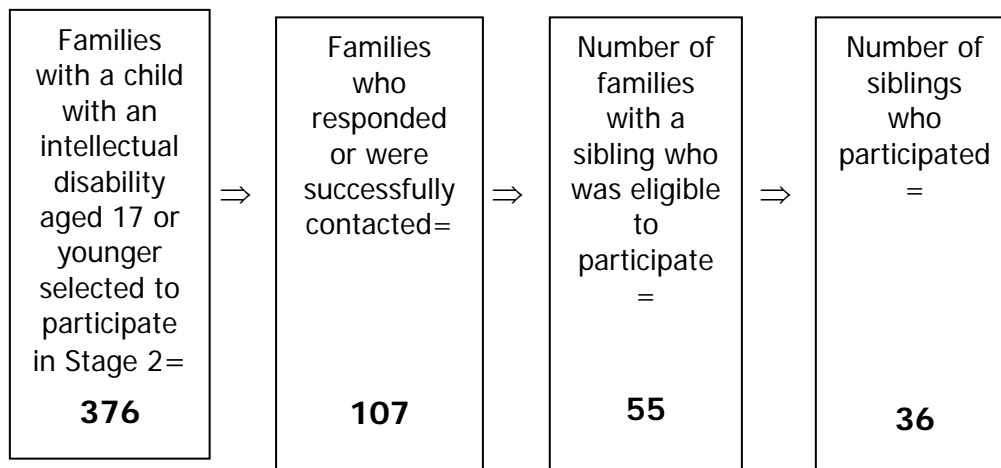 Families
with a child
with an
intellectual
disability
aged 17 or
younger
selected to
participate
in Stage 2=
376
⇒
Families
who
responded
or were
successfully
contacted=
107
⇒
Number of
families
with a
sibling who
was eligible
to
participate
=
55
⇒
Number of
siblings
who
participated
=
36